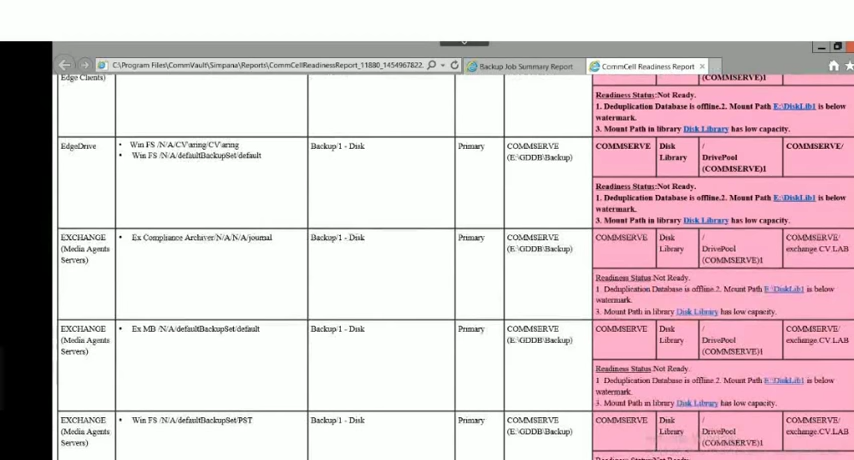 C:\Program Files\CommVault\Simpana\Reports\CommCellReadinessReport_11880_1454967822.
Backup Job Summary Report
CommCell Readiness Report
Edge Clients)
(COMMSERVE)1
Readiness Status:Not Ready.
1. Deduplication Database is offline.2. Mount Path E:\DiskLib1 is below
watermark.
3. Mount Path in library Disk Library has low capacity.
EdgeDrive
Win FS /N/A/CV\aring/CV\aring
Win FS /N/A/defaultBackupSet/default
Backup/1 - Disk
Primary
COMMSERVE
(E:\GDDB\Backup)
COMMSERVE
Disk
Library
/
DrivePool
(COMMSERVE)1
COMMSERVE/
Readiness Status:Not Ready.
1. Deduplication Database is offline.2. Mount Path E:\DiskLib1 is below
watermark.
3. Mount Path in library Disk Library has low capacity.
EXCHANGE
(Media Agents
Servers)
Ex Compliance Archiver/N/A/N/A/journal
Backup/1 - Disk
Primary
COMMSERVE
(E:\GDDB\Backup)
COMMSERVE
Disk
Library
/
DrivePool
(COMMSERVE)1
COMMSERVE/
exchange.CV.LAB
Readiness Status:Not Ready.
1. Deduplication Database is offline.2. Mount Path E:\DiskLib1 is below
watermark.
3. Mount Path in library Disk Library has low capacity.
EXCHANGE
(Media Agents
Servers)
Ex MB /N/A/defaultBackupSet/default
Backup/1 - Disk
Primary
COMMSERVE
(E:\GDDB\Backup)
COMMSERVE
Disk
Library
/
DrivePool
(COMMSERVE)1
COMMSERVE/
exchange.CV.LAB
Readiness Status:Not Ready.
1. Deduplication Database is offline.2. Mount Path E:\DiskLib1 is below
watermark.
3. Mount Path in library Disk Library has low capacity.
EXCHANGE
(Media Agents
Servers)
Win FS /N/A/defaultBackupSet/PST
Backup/1 - Disk
Primary
COMMSERVE
(E:\GDDB\Backup)
COMMSERVE
Disk
Library
/
DrivePool
(COMMSERVE)1
COMMSERVE/
exchange.CV.LAB